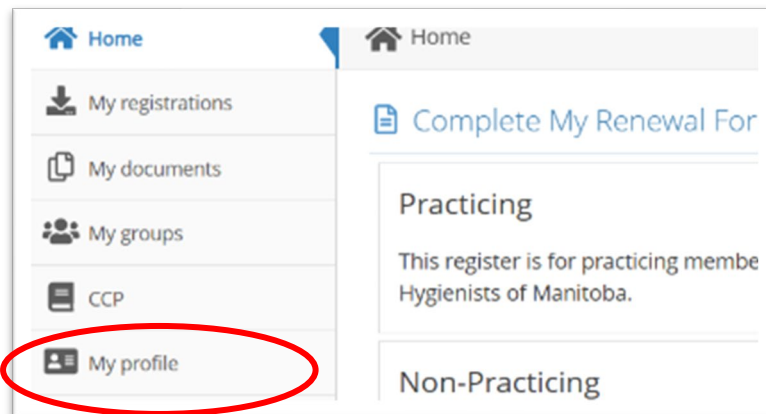 Home
My registrations
My documents
My groups
CCP
My profile
Home
Complete My Renewal For
Practicing
This register is for practicing membe
Hygienists of Manitoba.
Non-Practicing